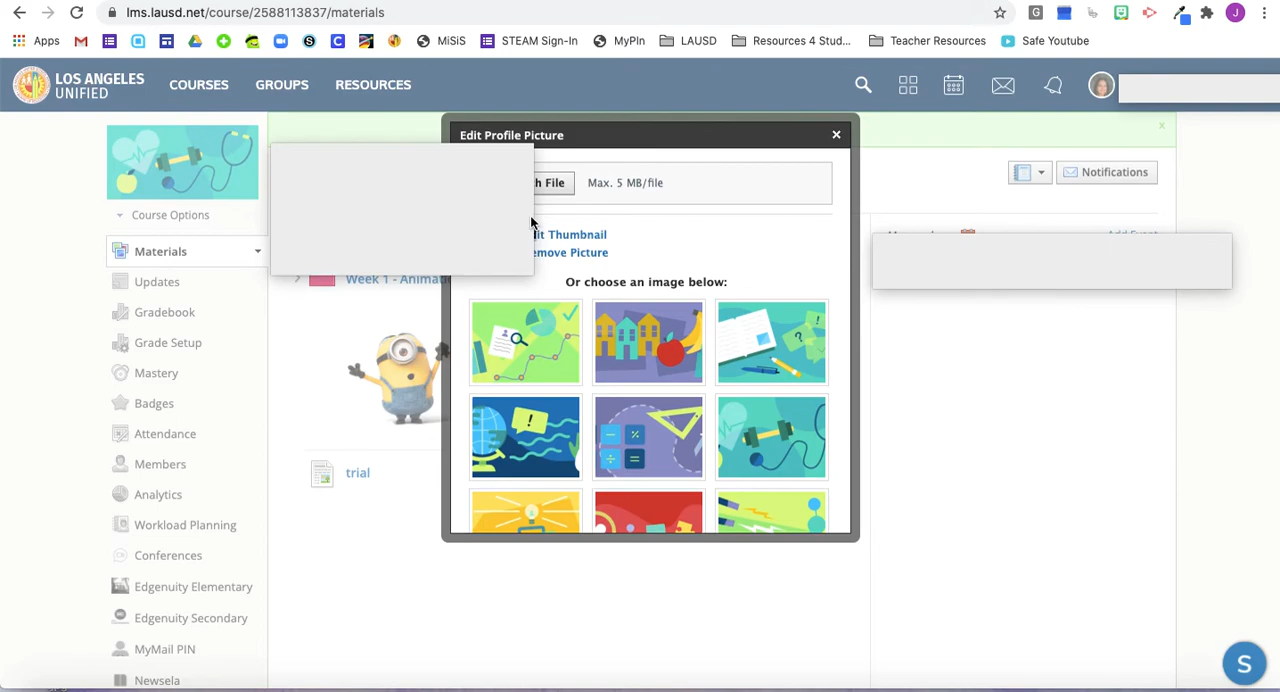 lms.lausd.net/course/2588113837/materials
G
J
Apps
MiSiS
STEAM Sign-In
MyPln
LAUSD
Resources 4 Stud...
Teacher Resources
Safe Youtube
LOS ANGELES UNIFIED
COURSES GROUPS RESOURCES
Edit Profile Picture
h File Max. 5 MB/file
Notifications
Course Options
it Thumbnail
emove Picture
Add Event
Materials
Week 1 - Animati
Or choose an image below:
Updates
Gradebook
Grade Setup
Mastery
Badges
Attendance
Members
trial
Analytics
Workload Planning
Conferences
Edgenuity Elementary
Edgenuity Secondary
MyMail PIN
Newsela
S